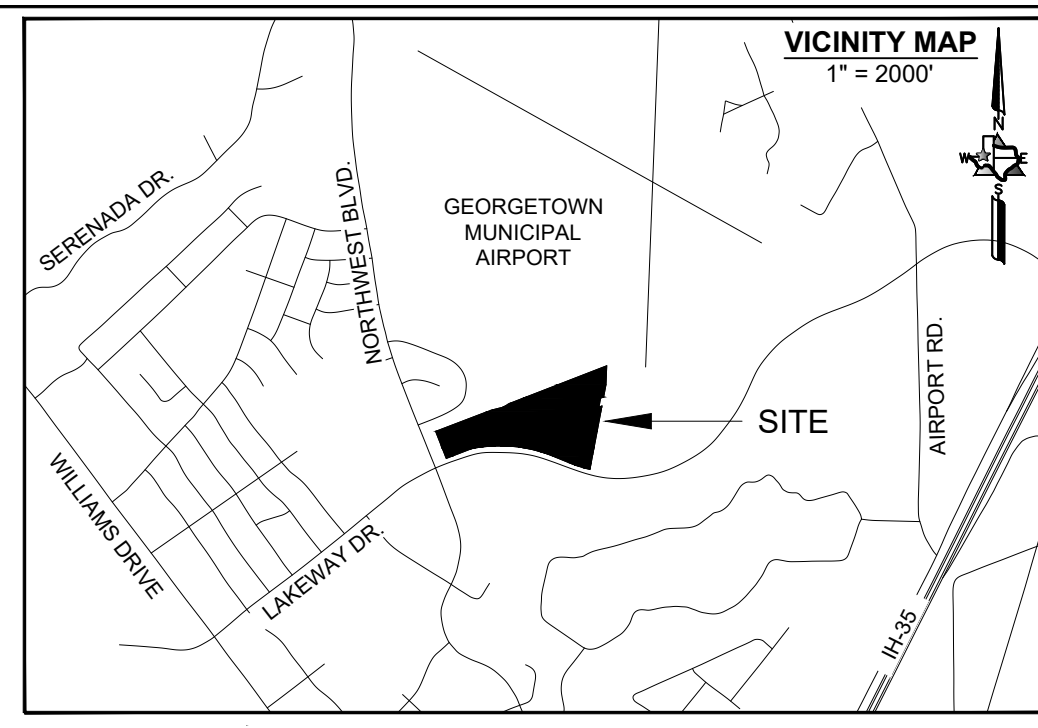 VICINITY MAP
1" = 2000'
N
W
E
S
SERENADA DR.
NORTHWEST BLVD.
GEORGETOWN
MUNICIPAL
AIRPORT
AIRPORT RD.
SITE
WILLIAMS DRIVE
LAKEWAY DR.
IH-35